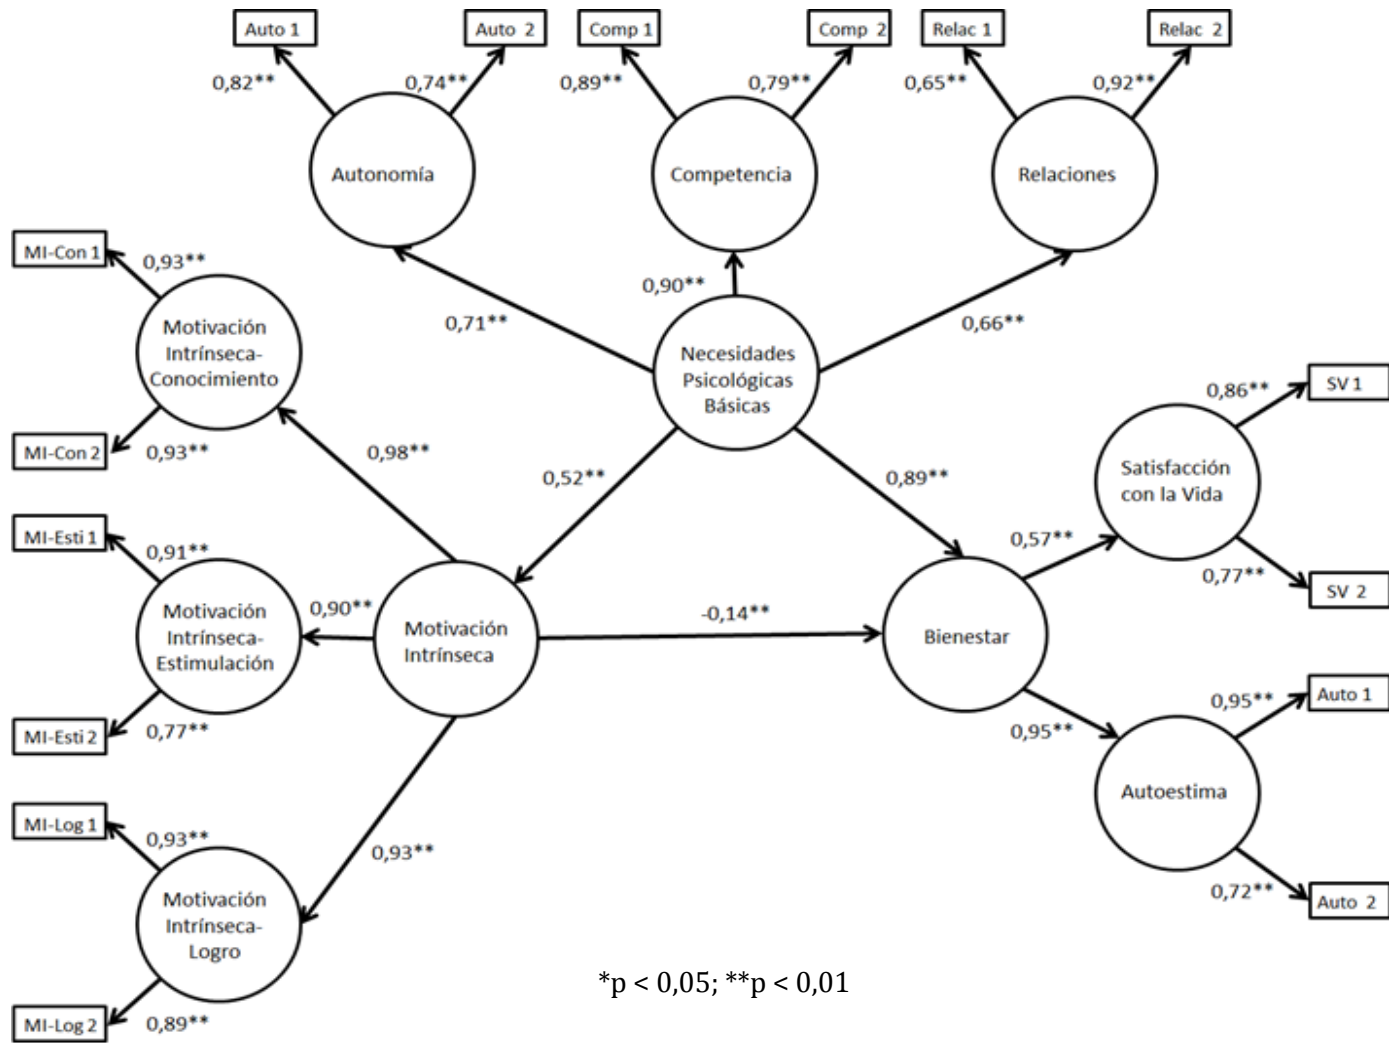 Auto 1
Auto 2
Comp 1
Comp 2
Relac 1
Relac 2
0,82**
0,74**
0,89**
0,79**
0,65**
0,92**
Autonomía
Competencia
Relaciones
MI-Con 1
0,93**
Motivación
Intrínseca-
Conocimiento
MI-Con 2
0,93**
0,71**
0,90**
0,66**
Necesidades
Psicológicas
Básicas
0,98**
0,52**
0,89**
SV 1
0,86**
Satisfacción
con la Vida
0,57**
0,77**
SV 2
MI-Esti 1
0,91**
Motivación
Intrínseca-
Estimulación
0,90**
MI-Esti 2
0,77**
Motivación
Intrínseca
-0,14**
Bienestar
0,95**
0,95**
Auto 1
Autoestima
0,72**
Auto 2
MI-Log 1
0,93**
0,93**
Motivación
Intrínseca-
Logro
MI-Log 2
0,89**
*p < 0,05; **p < 0,01